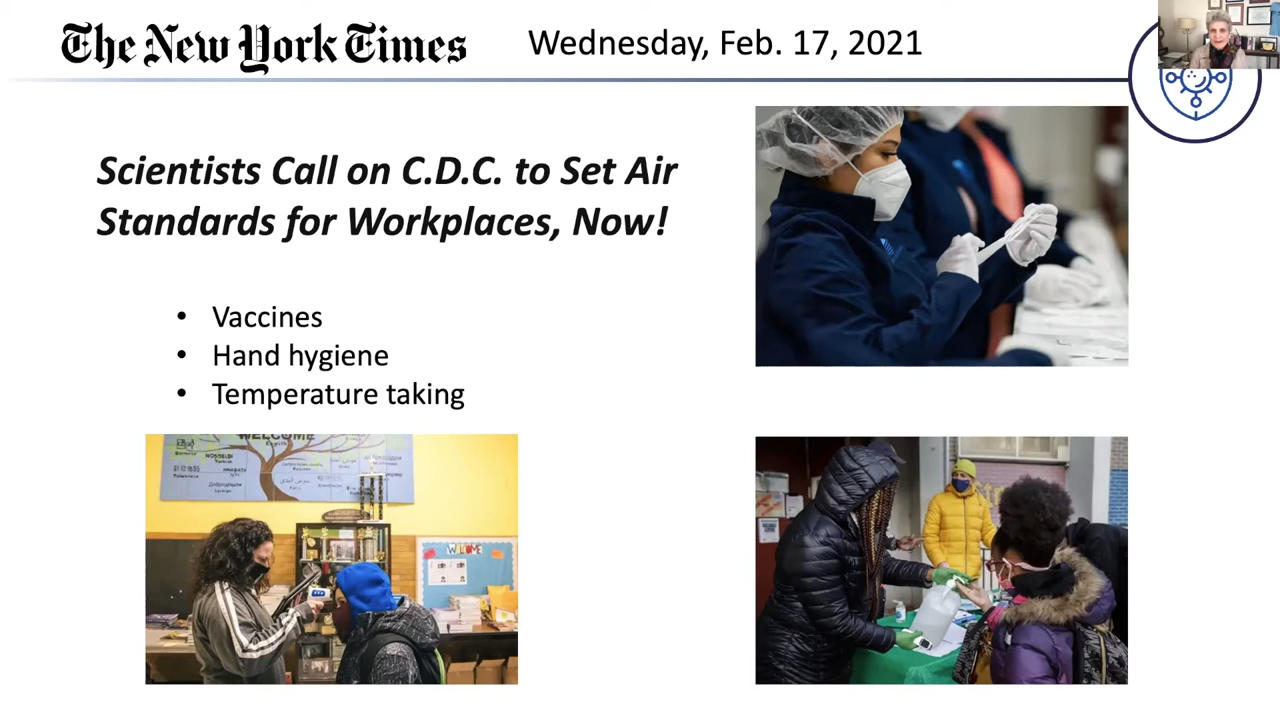 The New York Times
Wednesday, Feb. 17, 2021
Scientists Call on C.D.C. to Set Air
Standards for Workplaces, Now!
• Vaccines
• Hand hygiene
• Temperature taking
WELCOME
WELCOME